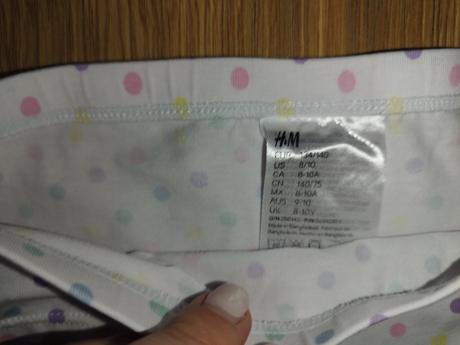 H&M
EUR 134/140
US 8/10
CA 8-10A
CN 140/75
MX 8-10A
AUS 9-10
UK 8-10Y
Made in Bangladesh